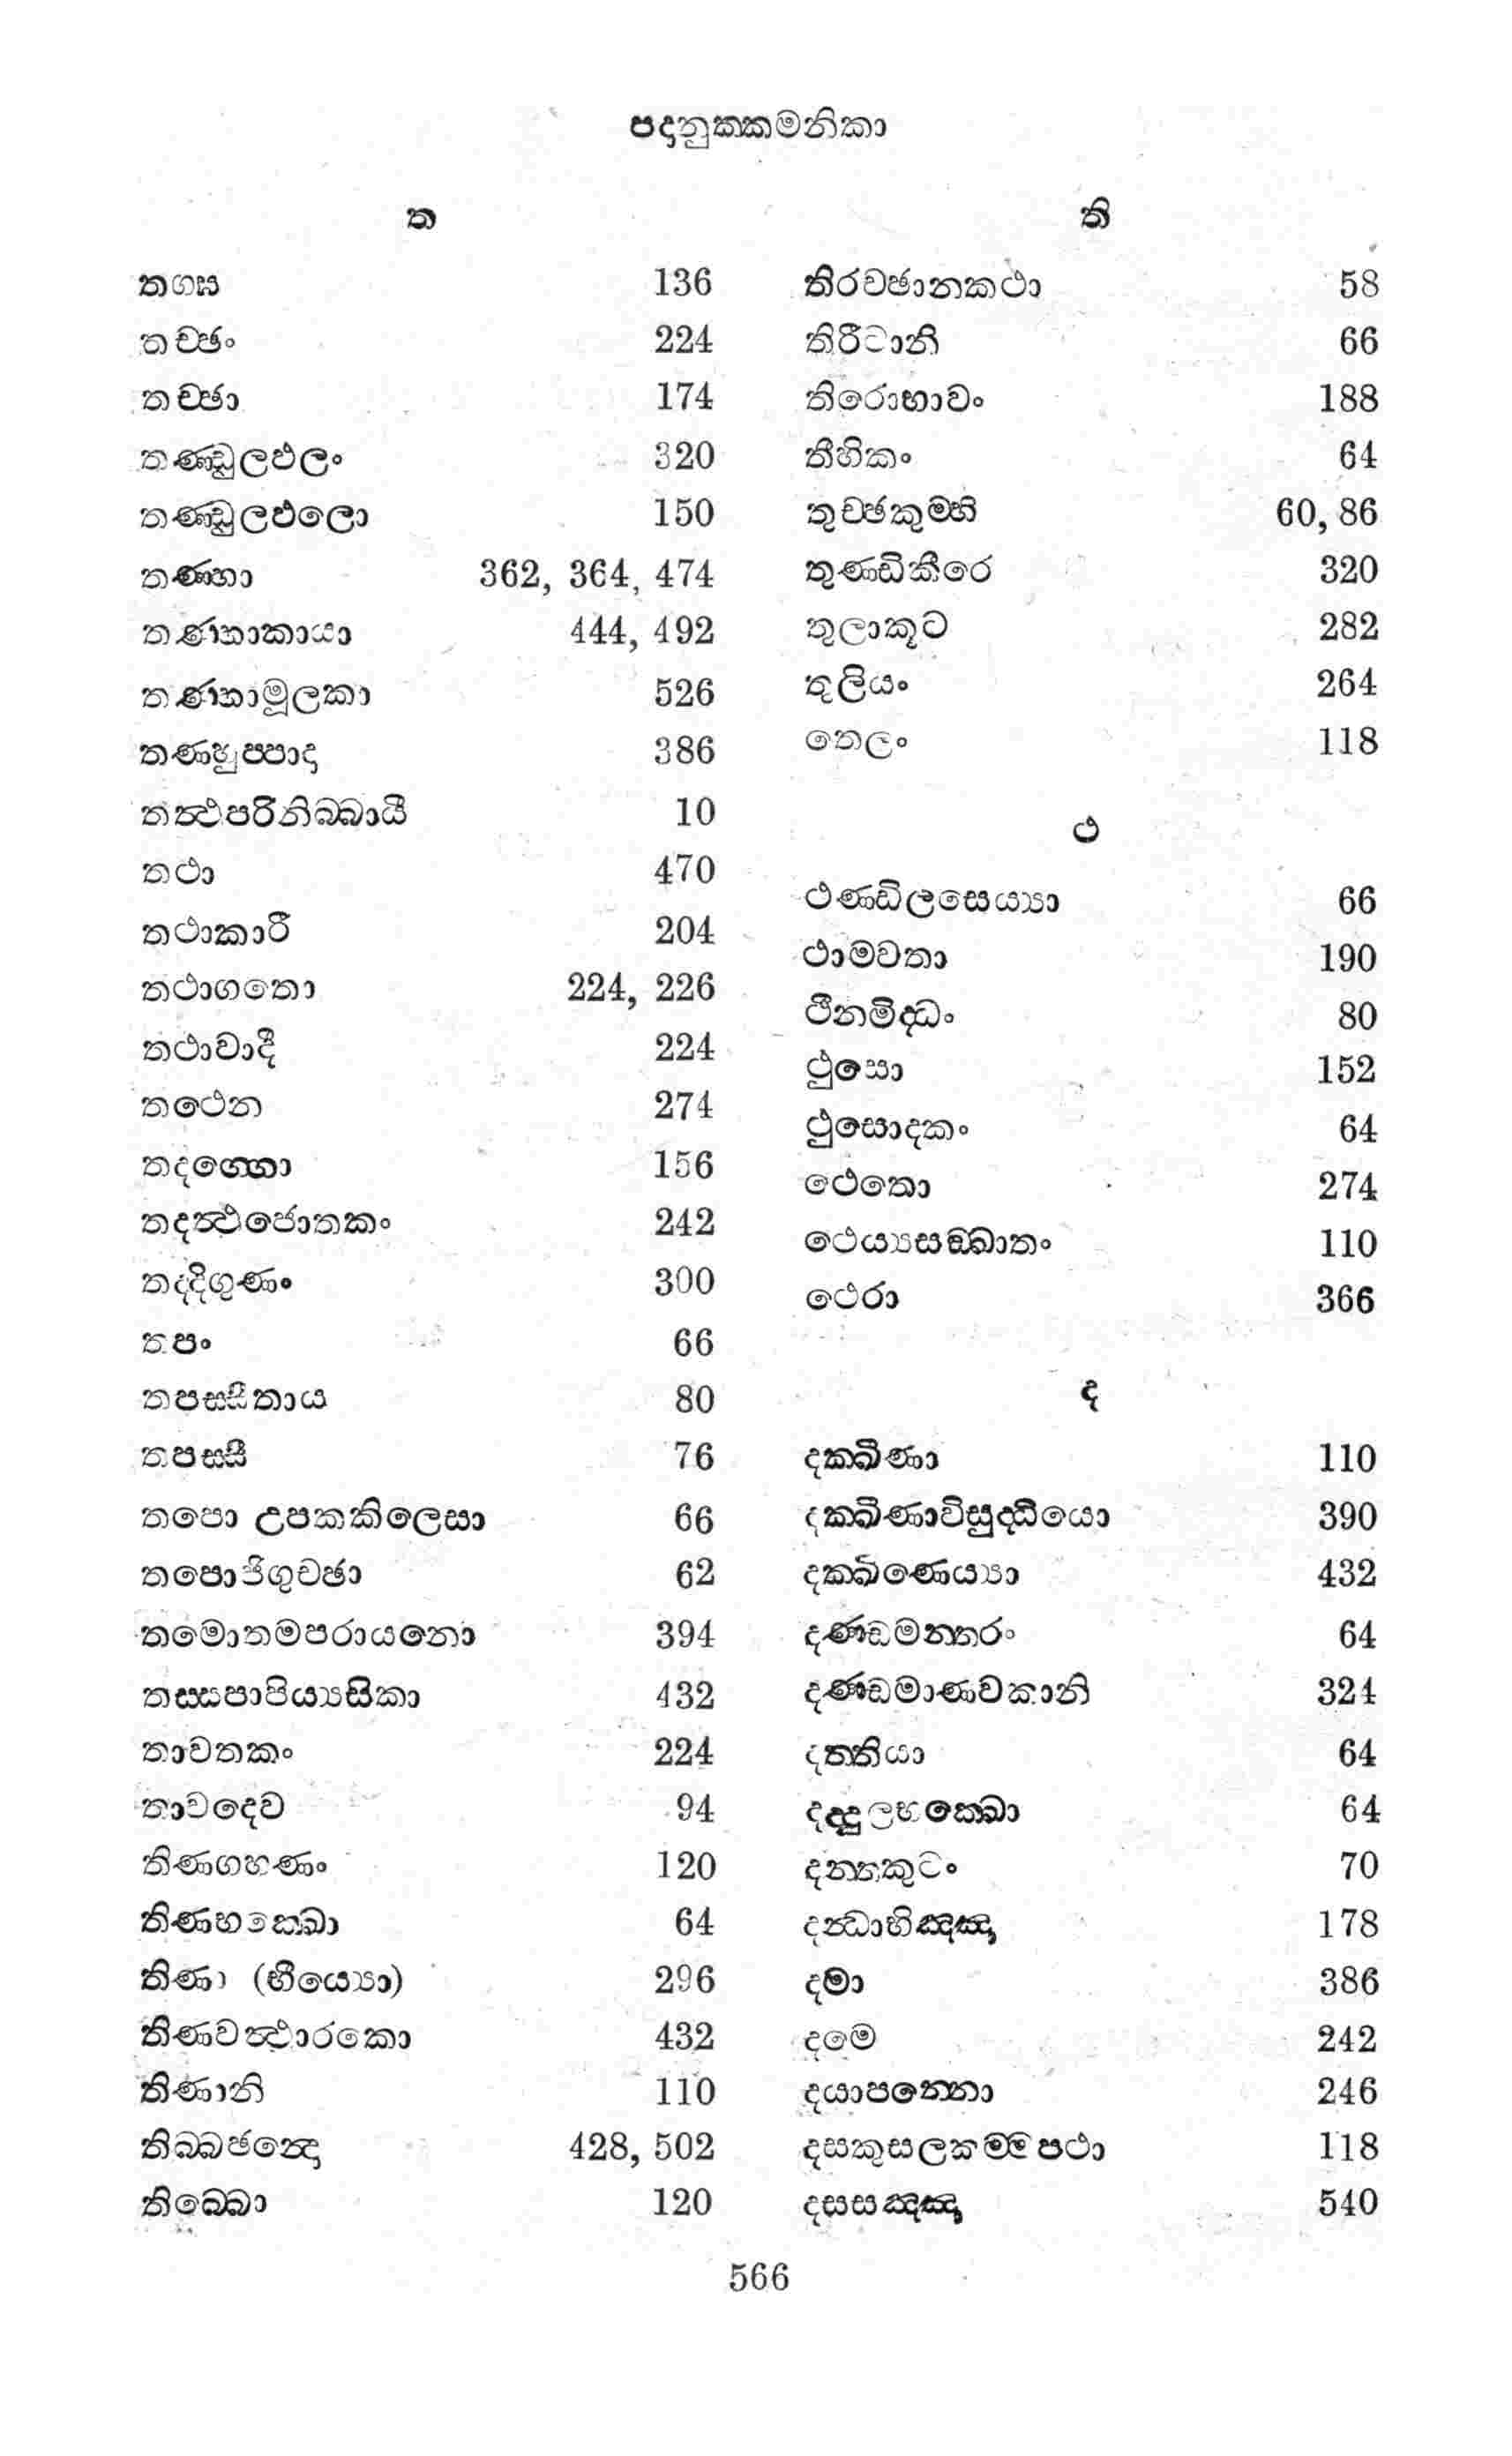 පදානුක්කමනිකා
ත
තගඝ 136
තච්ඡං 224
තච්ඡා 174
තණ්ඩුලඵලං 320
තණ්ඩුලඵලො 150
තණ්හා 362, 364, 474
තණ්හාකායා 444, 492
තණ්හාමූලකා 526
තණ්හුප්පාදා 386
තත්ථපරිනිබ්බායී 10
තථා 470
තථාකාරී 204
තථාගතො 224, 226
තථාවාදී 224
තථෙන 274
තදග්ගො 156
තදත්ථජොතකං 242
තද්දිගුණං 300
තපං 66
තපස්සීතාය 80
තපස්සී 76
තපො උපක්කිලෙසා 66
තපොජිගුච්ඡා 62
තමොතමපරායනො 394
තස්සපාපිය්‍යසිකා 432
තාවතකං 224
තාවදෙව 94
තිණගහණං 120
තිණභක්ඛො 64
තිණා (භීය්‍යො) 296
තිණවත්ථාරකො 432
තිණානි 110
තිබ්බඡන්දො 428, 502
තිබ්බො 120
ති
තිරච්ඡානකථා 58
තිරීටානි 66
තිරොභාවං 188
තීහිකං 64
තුච්ඡකුම්භි 60, 86
තුණ්ඩිකීරෙ 320
තුලාකූට 282
තුලියං 264
තෙලං 118
ථ
ථණ්ඩිලසෙය්‍යා 66
ථාමවතා 190
ථීනමිද්ධං 80
ථුසො 152
ථුසොදකං 64
ථෙතො 274
ථෙය්‍යසඞ්ඛාතං 110
ථෙරා 366
ද
දක්ඛීණා 110
දක්ඛීණාවිසුද්ධියො 390
දක්ඛිණෙය්‍යා 432
දණ්ඩමන්තරං 64
දණ්ඩමාණවකානි 324
දත්තියා 64
දද්දුලභක්ඛො 64
දන්තකුටං 70
දන්ධාභිඤ්ඤා 178
දමා 386
දමෙ 242
දයාපන්නො 246
දසකුසලකම්මපථා 118
දසසඤ්ඤා 540
566